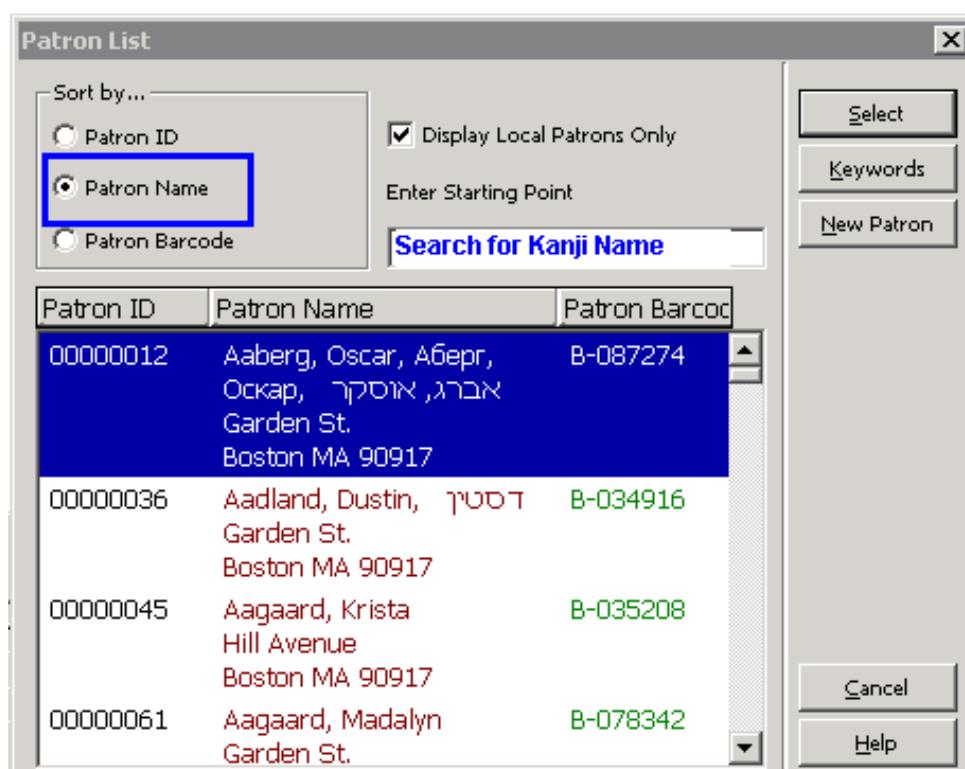 Patron List
Sort by...
Patron ID
Patron Name
Patron Barcode
Display Local Patrons Only
Enter Starting Point
Search for Kanji Name
Select
Keywords
New Patron
Patron ID Patron Name Patron Barcod
00000012 Aaberg, Oscar, Аберг, B-087274
Оскар, אברג, אוסקר
Garden St.
Boston MA 90917
00000036 Aadland, Dustin, דסטין B-034916
Garden St.
Boston MA 90917
00000045 Aagaard, Krista B-035208
Hill Avenue
Boston MA 90917
00000061 Aagaard, Madalyn B-078342
Garden St.
Cancel
Help